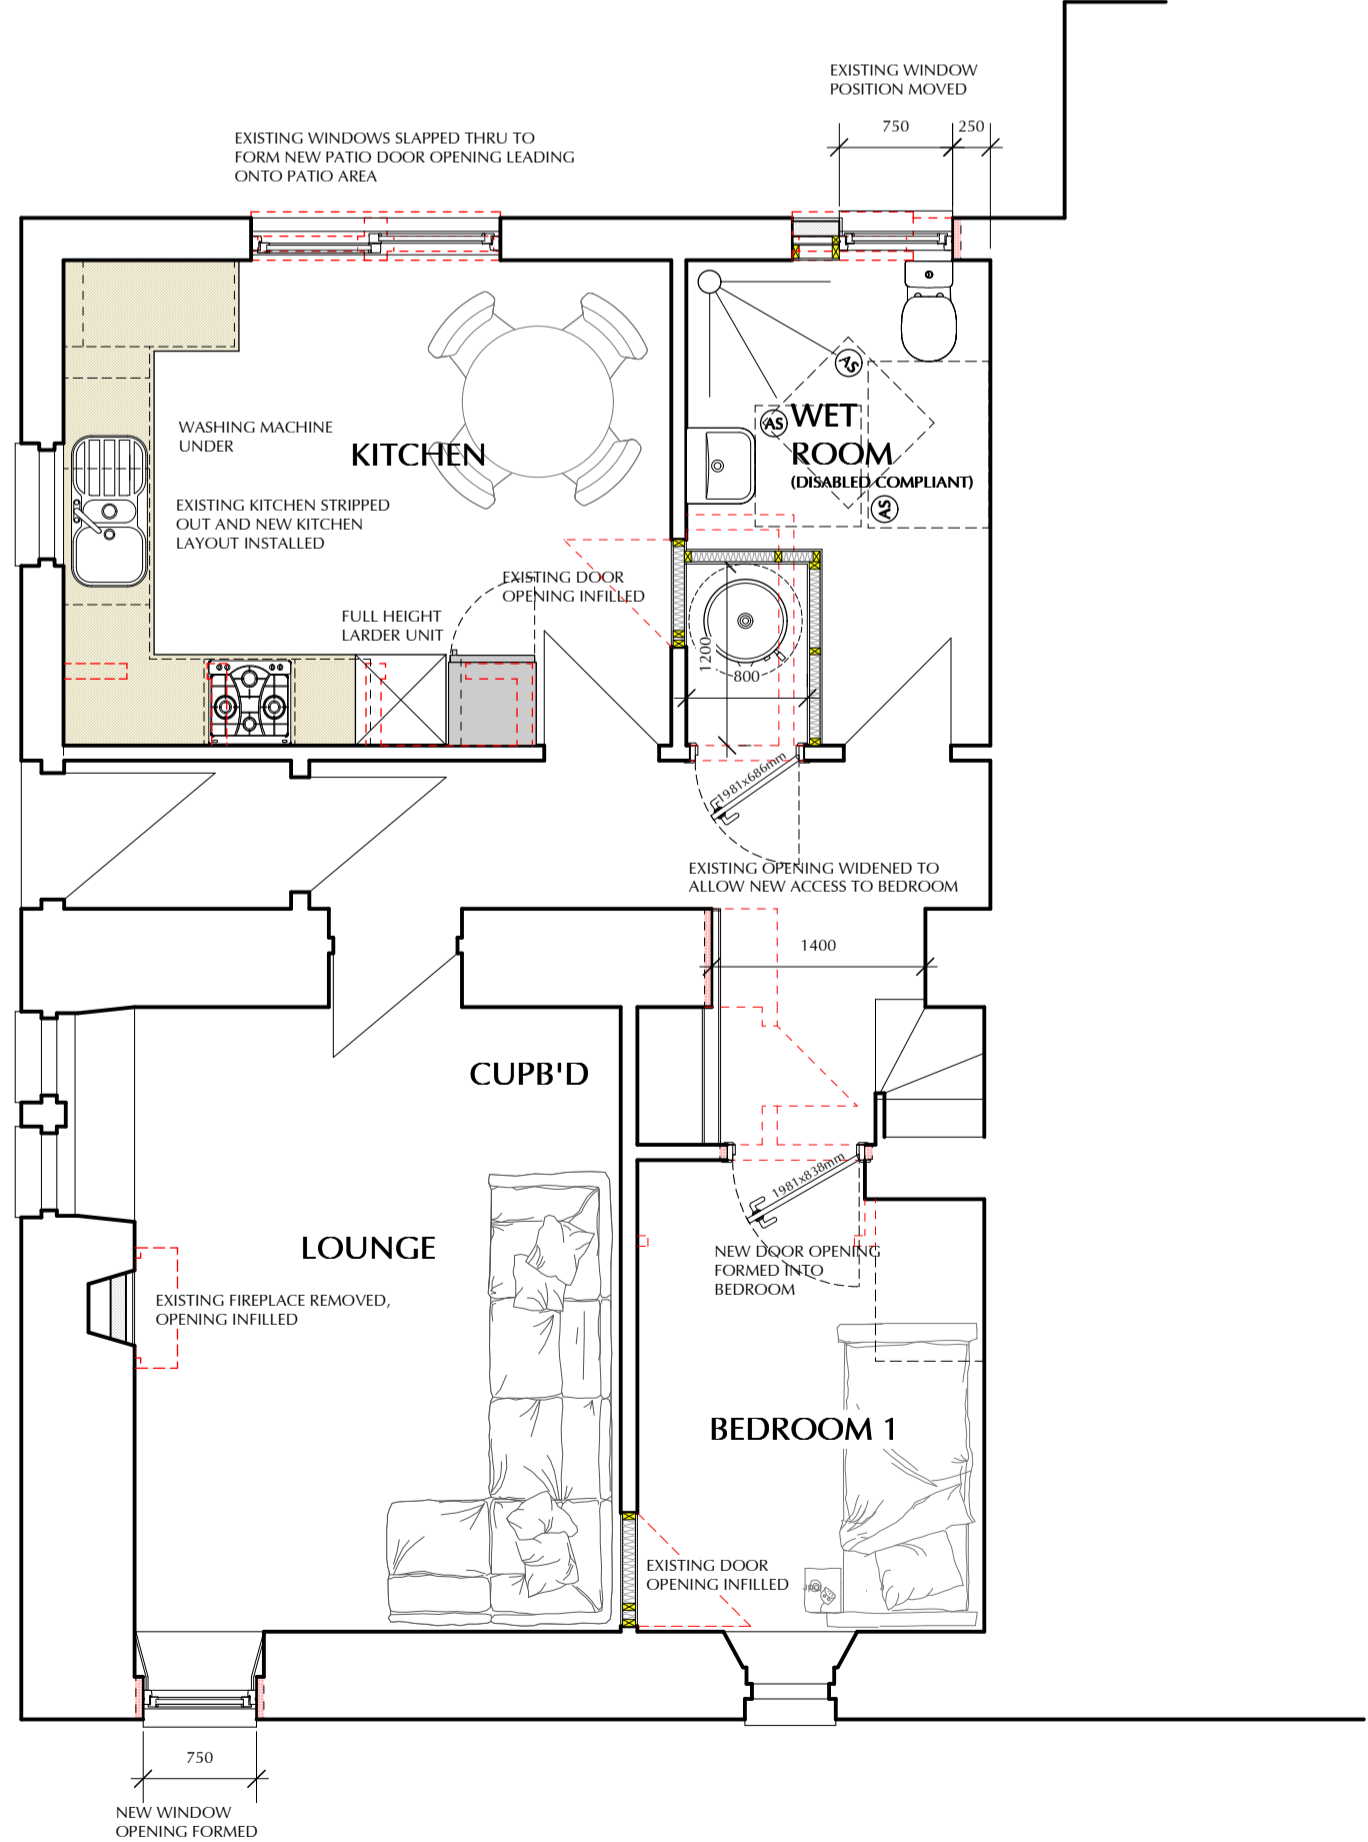 EXISTING WINDOW
POSITION MOVED
750
250
EXISTING WINDOWS SLAPPED THRU TO
FORM NEW PATIO DOOR OPENING LEADING
ONTO PATIO AREA
AS
AS
WET
ROOM
(DISABLED COMPLIANT)
AS
WASHING MACHINE
UNDER
KITCHEN
EXISTING KITCHEN STRIPPED
OUT AND NEW KITCHEN
LAYOUT INSTALLED
EXISTING DOOR
OPENING INFILLED
FULL HEIGHT
LARDER UNIT
1200
800
1981x686mm
EXISTING OPENING WIDENED TO
ALLOW NEW ACCESS TO BEDROOM
1400
CUPB'D
1981x838mm
LOUNGE
NEW DOOR OPENING
FORMED INTO
BEDROOM
EXISTING FIREPLACE REMOVED,
OPENING INFILLED
BEDROOM 1
EXISTING DOOR
OPENING INFILLED
750
NEW WINDOW
OPENING FORMED